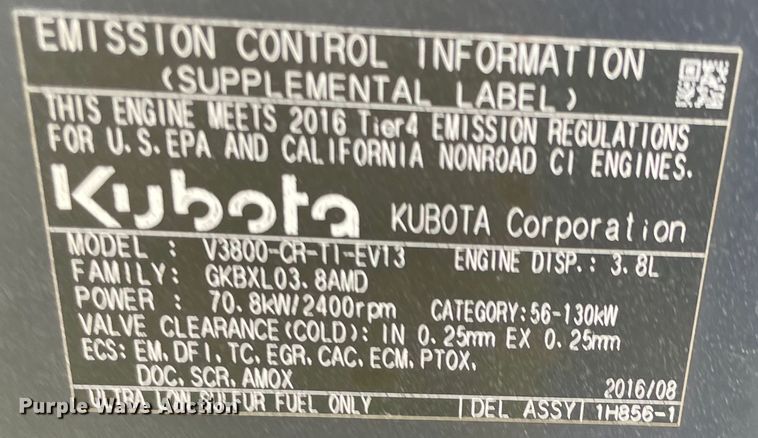 EMISSION CONTROL INFORMATION
(SUPPLEMENTAL LABEL)
THIS ENGINE MEETS 2016 Tier4 EMISSION REGULATIONS
FOR U.S.EPA AND CALIFORNIA NONROAD CI ENGINES.
Kubota KUBOTA Corporation
MODEL : V3800-CR-TI-EV13 ENGINE DISP.: 3.8L
FAMILY: GKBXL03.8AMD
POWER : 70.8kW/2400rpm CATEGORY:56-130kW
VALVE CLEARANCE(COLD): IN 0.25mm EX 0.25mm
ECS: EM,DFI,TC,EGR,CAC,ECM,PTOX,
DOC,SCR,AMOX 2016/08
ULTRA LOW SULFUR FUEL ONLY DEL ASSY 1H856-1
Purple Wave Auction